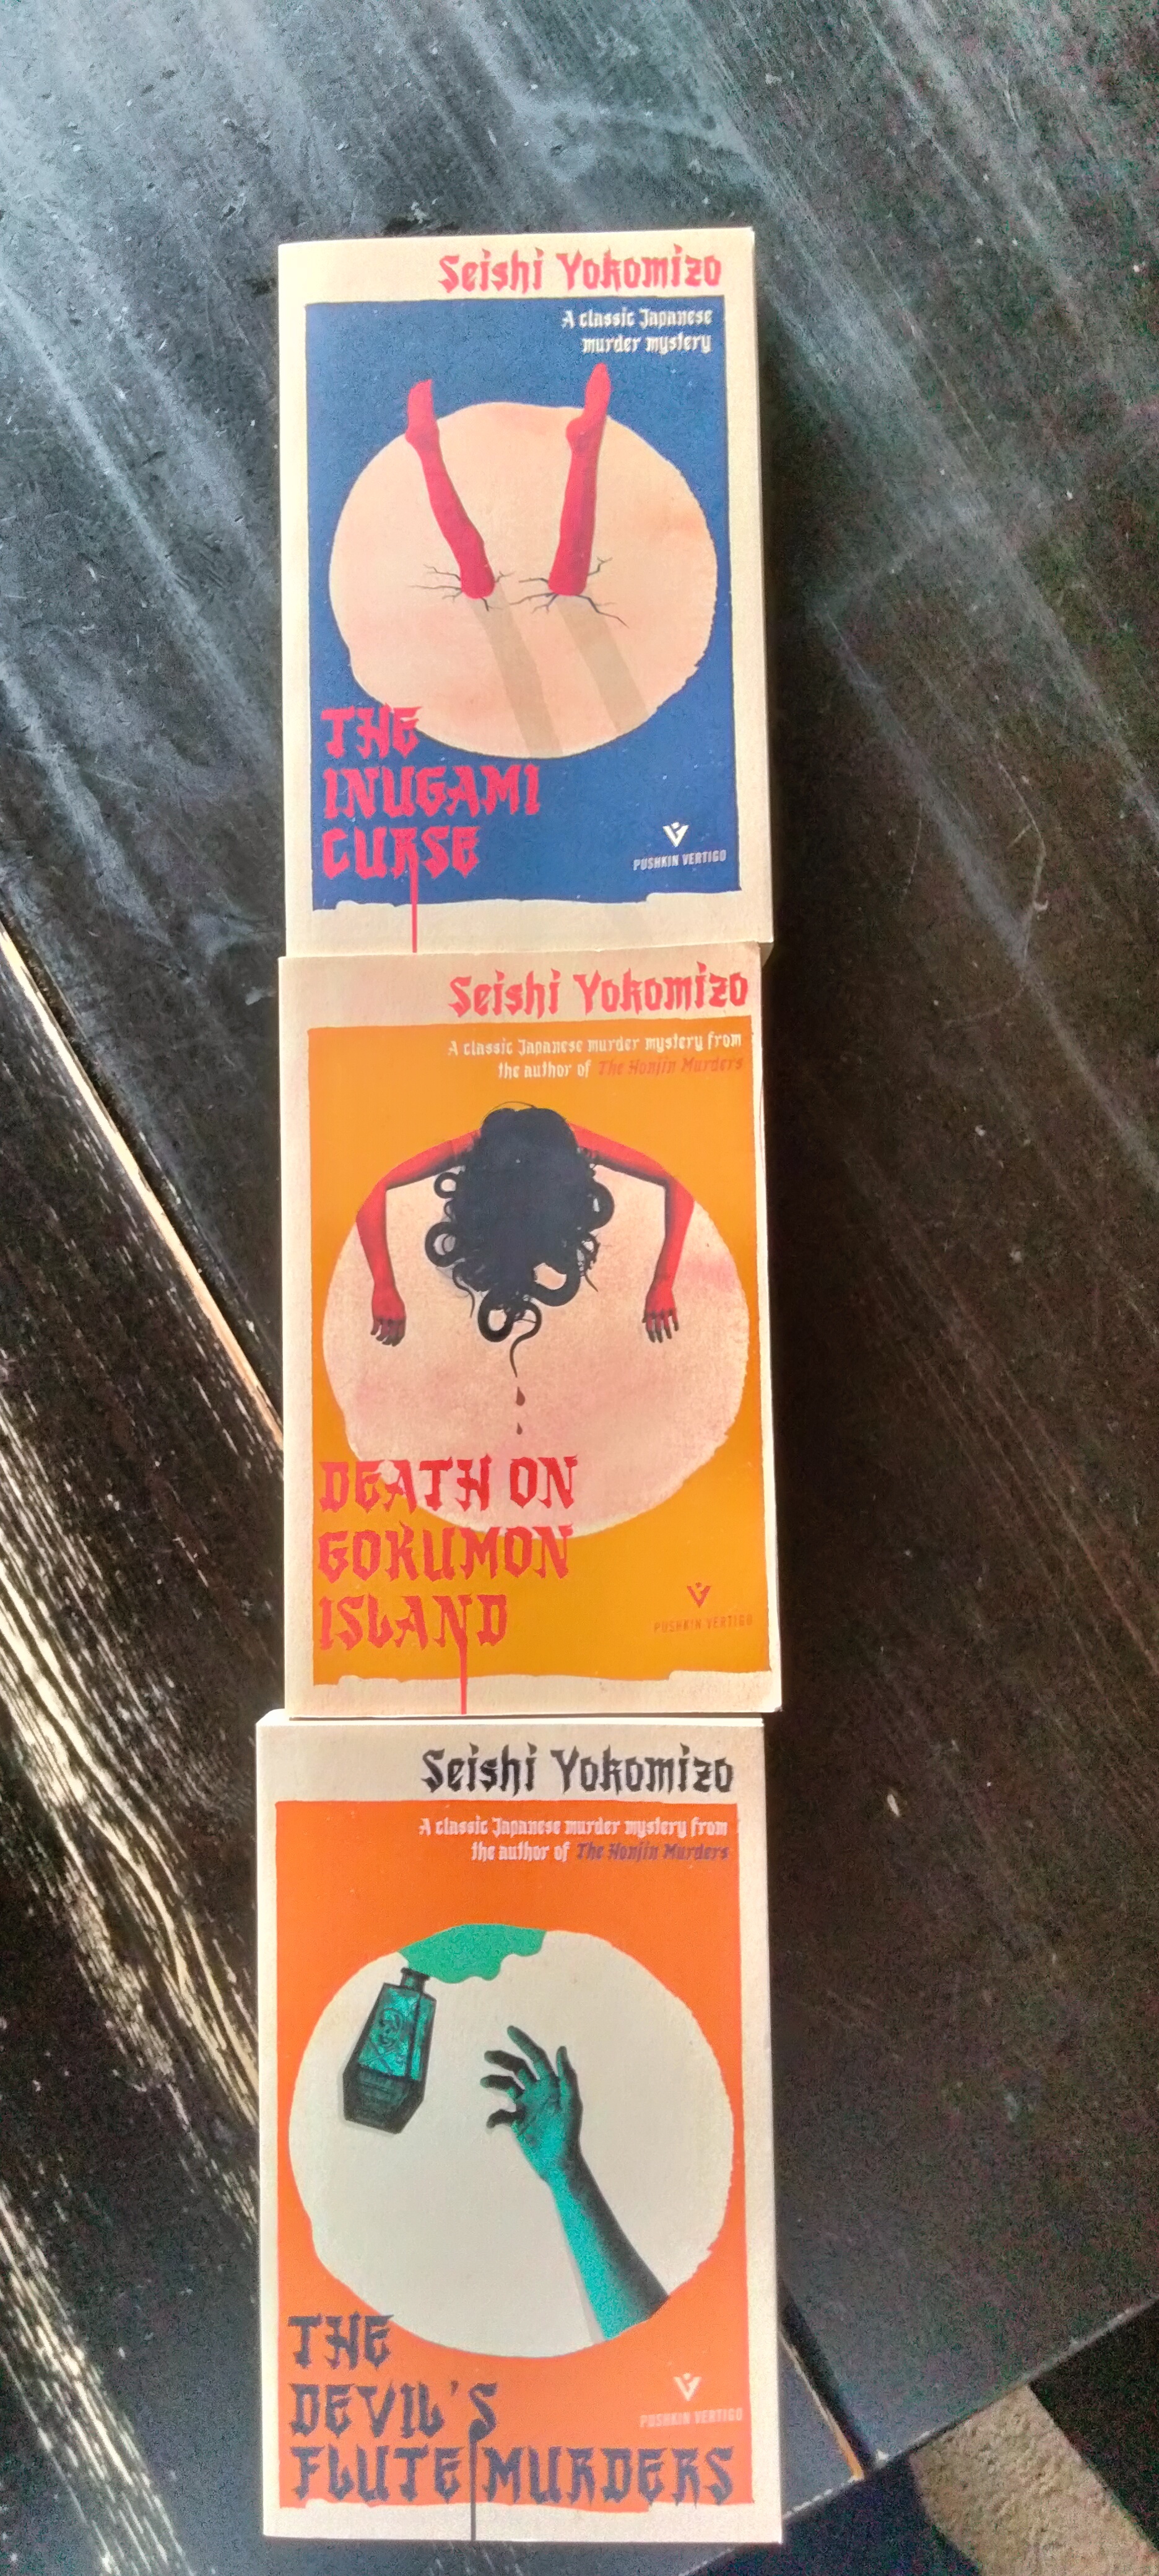 Seishi Yokomizo
A classic Japanese
murder mystery
THE
INUGAMI
CURSE
PUSHKIN VERTIGO
Seishi Yokomizo
A classic Japanese murder mystery from
the author of The Honjin Murders
DEATH ON
GOKUMON
ISLAND
PUSHKIN VERTIGO
Seishi Yokomizo
A classic Japanese murder mystery from
the author of The Honjin Murders
THE
DEVIL'S
FLUTE MURDERS
PUSHKIN VERTIGO